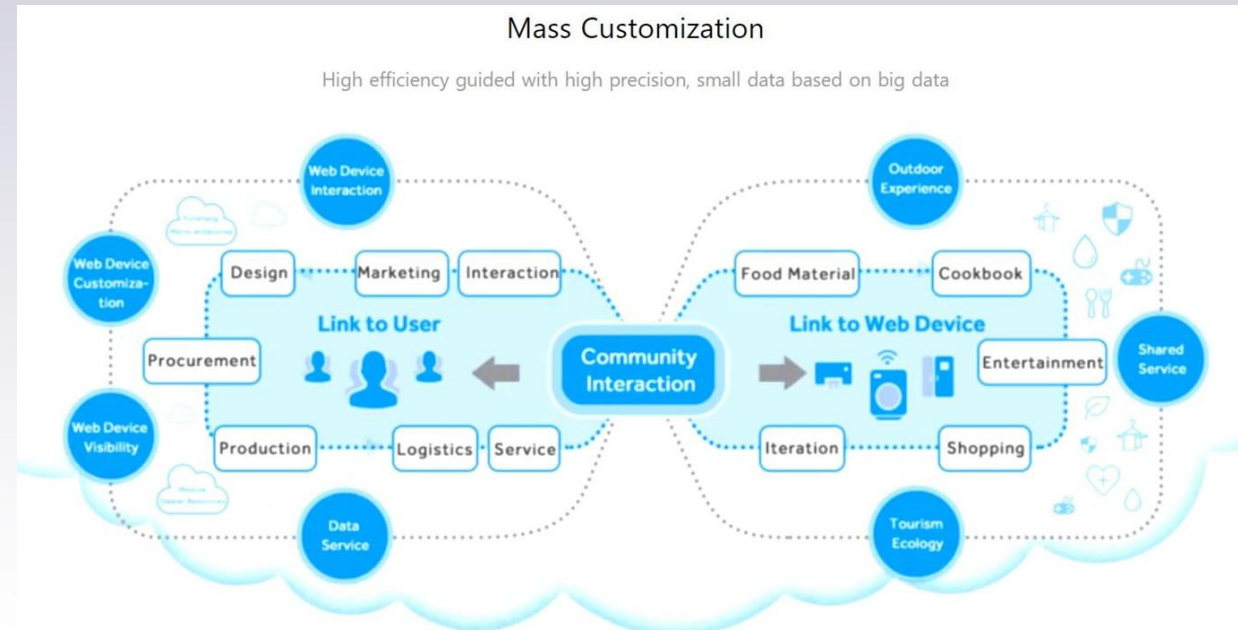 Mass Customization
High efficiency guided with high precision, small data based on big data
Web Device
Interaction
Outdoor
Experience
Web Device
Customiza-
tion
Design
Marketing
Interaction
Food Material
Cookbook
Link to User
Link to Web Device
Procurement
Community
Interaction
Entertainment
Shared
Service
Web Device
Visibility
Production
Logistics
Service
Iteration
Shopping
Data
Service
Tourism
Ecology